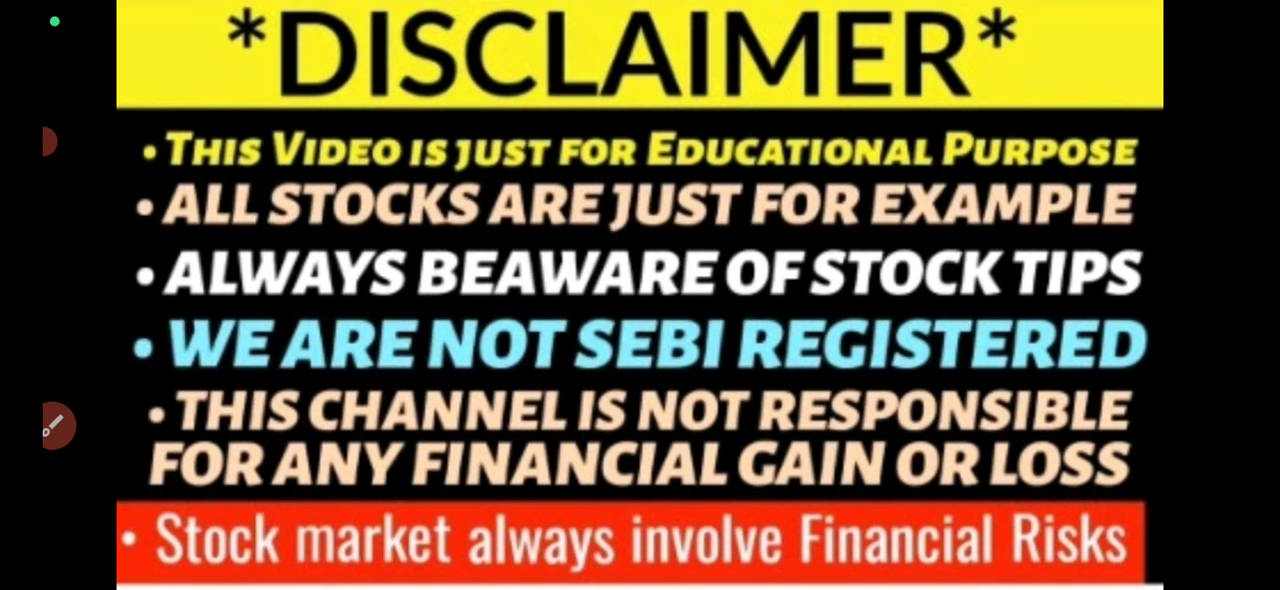 *DISCLAIMER*
• THIS VIDEO IS JUST FOR EDUCATIONAL PURPOSE
• ALL STOCKS ARE JUST FOR EXAMPLE
• ALWAYS BEAWARE OF STOCK TIPS
• WE ARE NOT SEBI REGISTERED
• THIS CHANNEL IS NOT RESPONSIBLE
FOR ANY FINANCIAL GAIN OR LOSS
• Stock market always involve Financial Risks